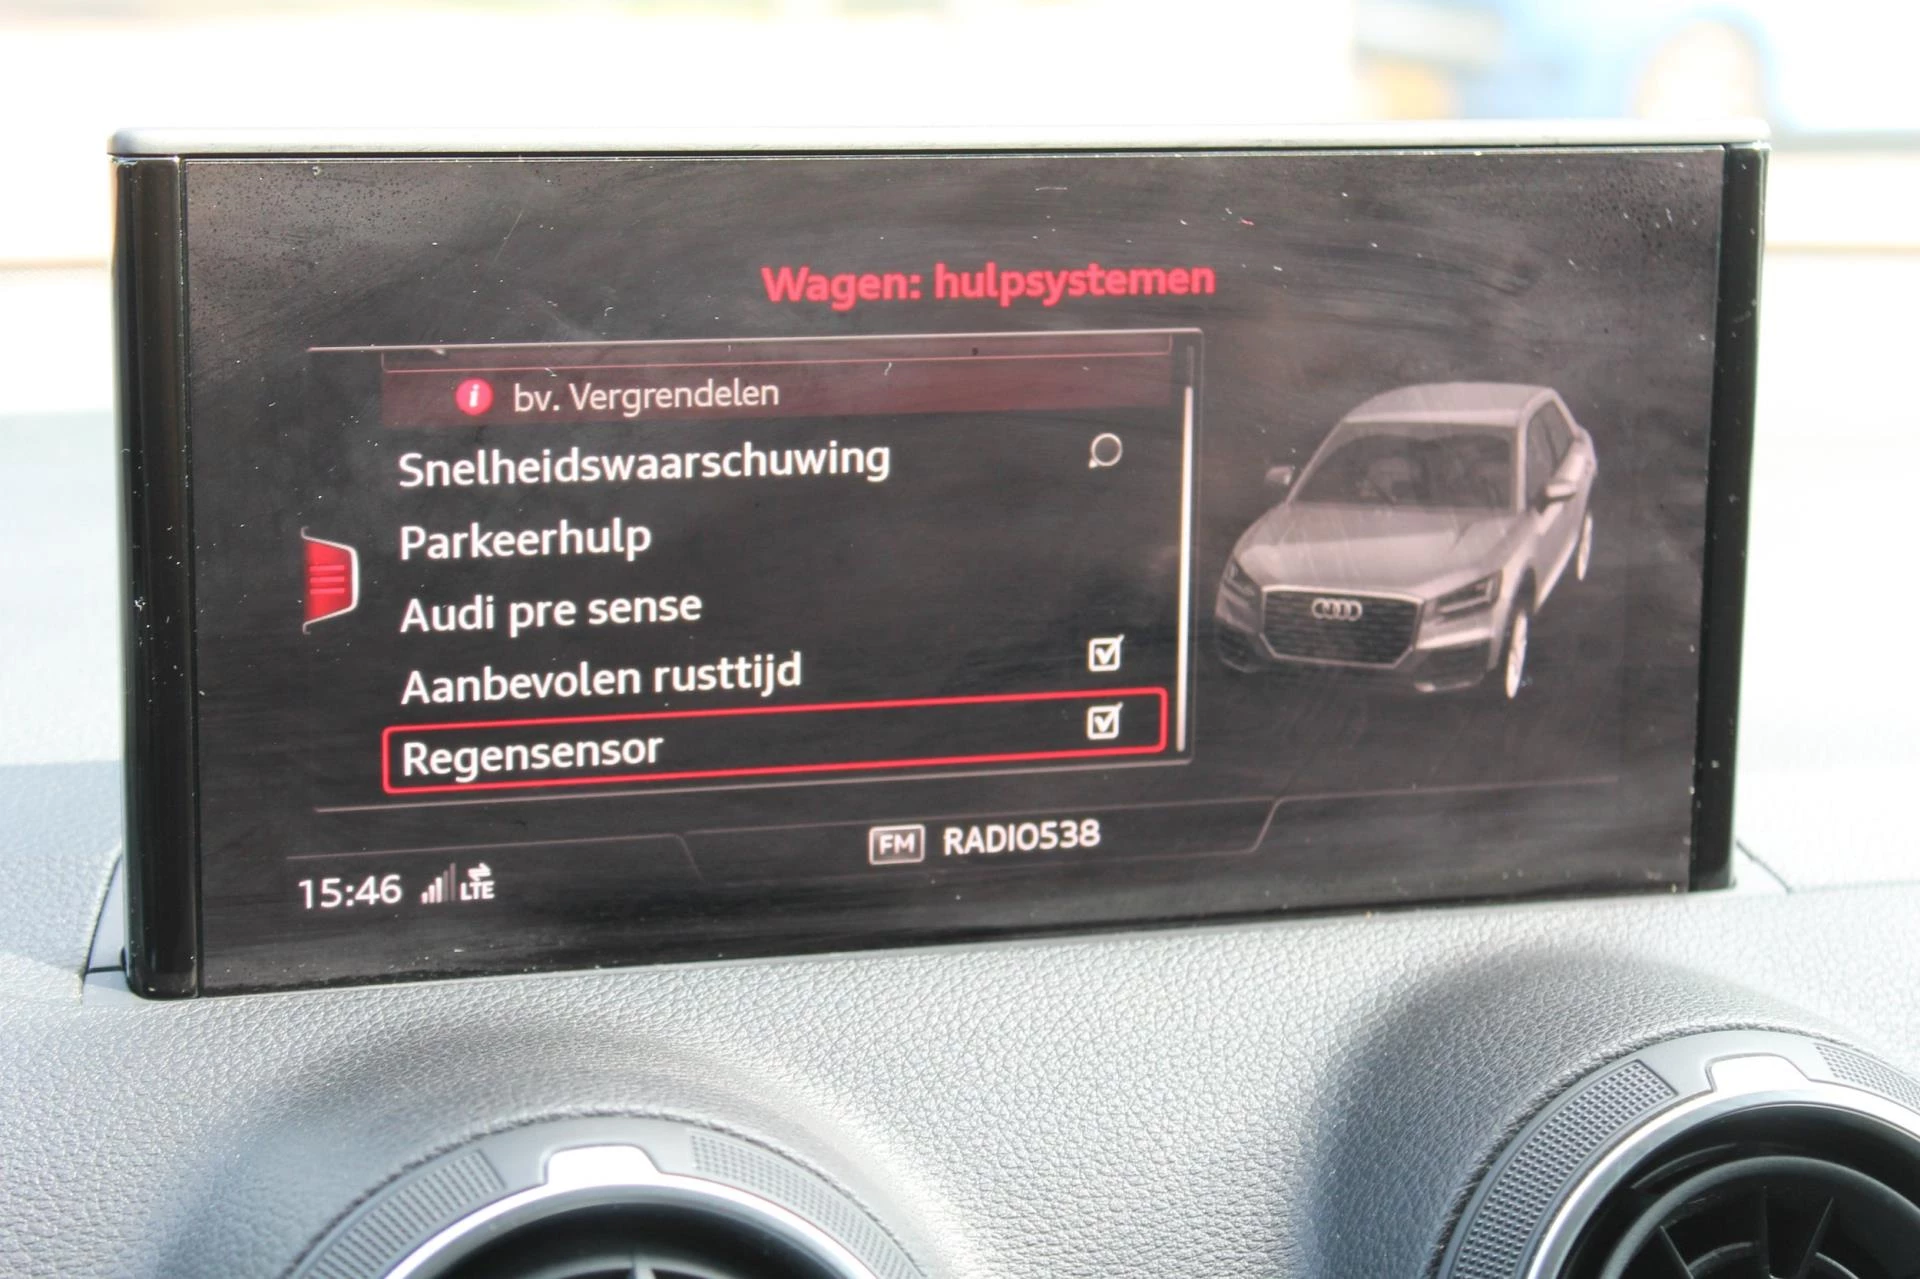 Wagen: hulpsystemen
i bv. Vergrendelen
Snelheidswaarschuwing
Parkeerhulp
Audi pre sense
Aanbevolen rusttijd
Regensensor
FM RADIO538
15:46 LTE